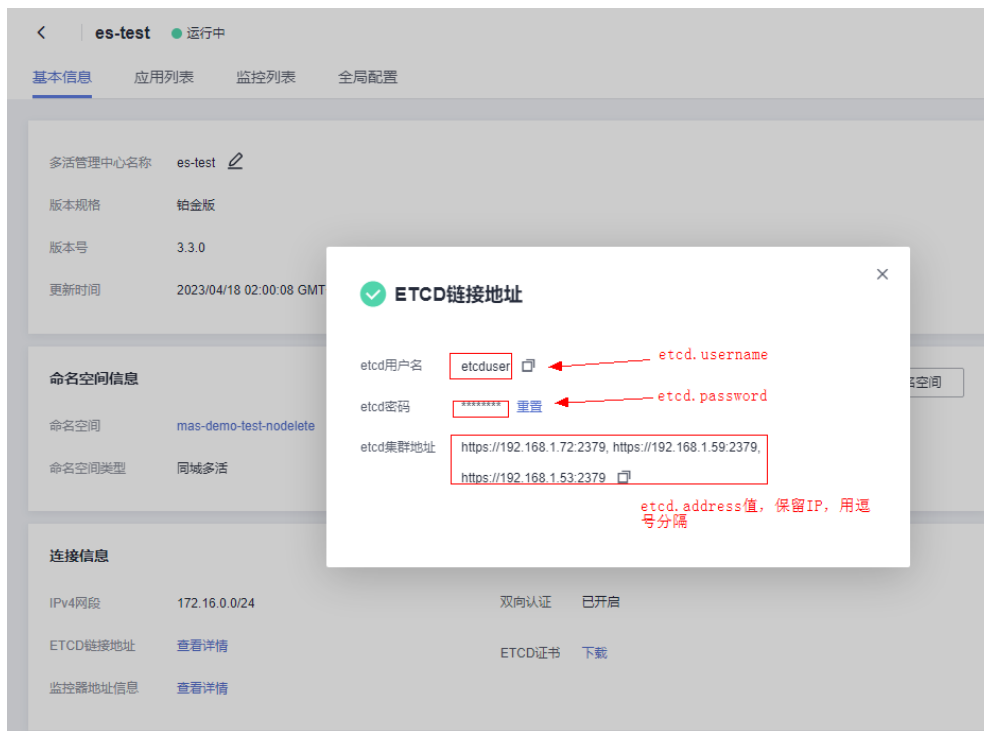 es-test 运行中
基本信息 应用列表 监控列表 全局配置
多活管理中心名称 es-test
版本规格 铂金版
版本号 3.3.0
更新时间 2023/04/18 02:00:08 GMT
ETCD链接地址
etcd用户名 etcduser etcd.username
etcd密码 ******** 重置 etcd.password
etcd集群地址 https://192.168.1.72:2379, https://192.168.1.59:2379,
https://192.168.1.53:2379
etcd.address值，保留IP，用逗
号分隔
命名空间信息 空间
命名空间 mas-demo-test-nodelete
命名空间类型 同城多活
连接信息
IPv4网段 172.16.0.0/24 双向认证 已开启
ETCD链接地址 查看详情 ETCD证书 下载
监控器地址信息 查看详情